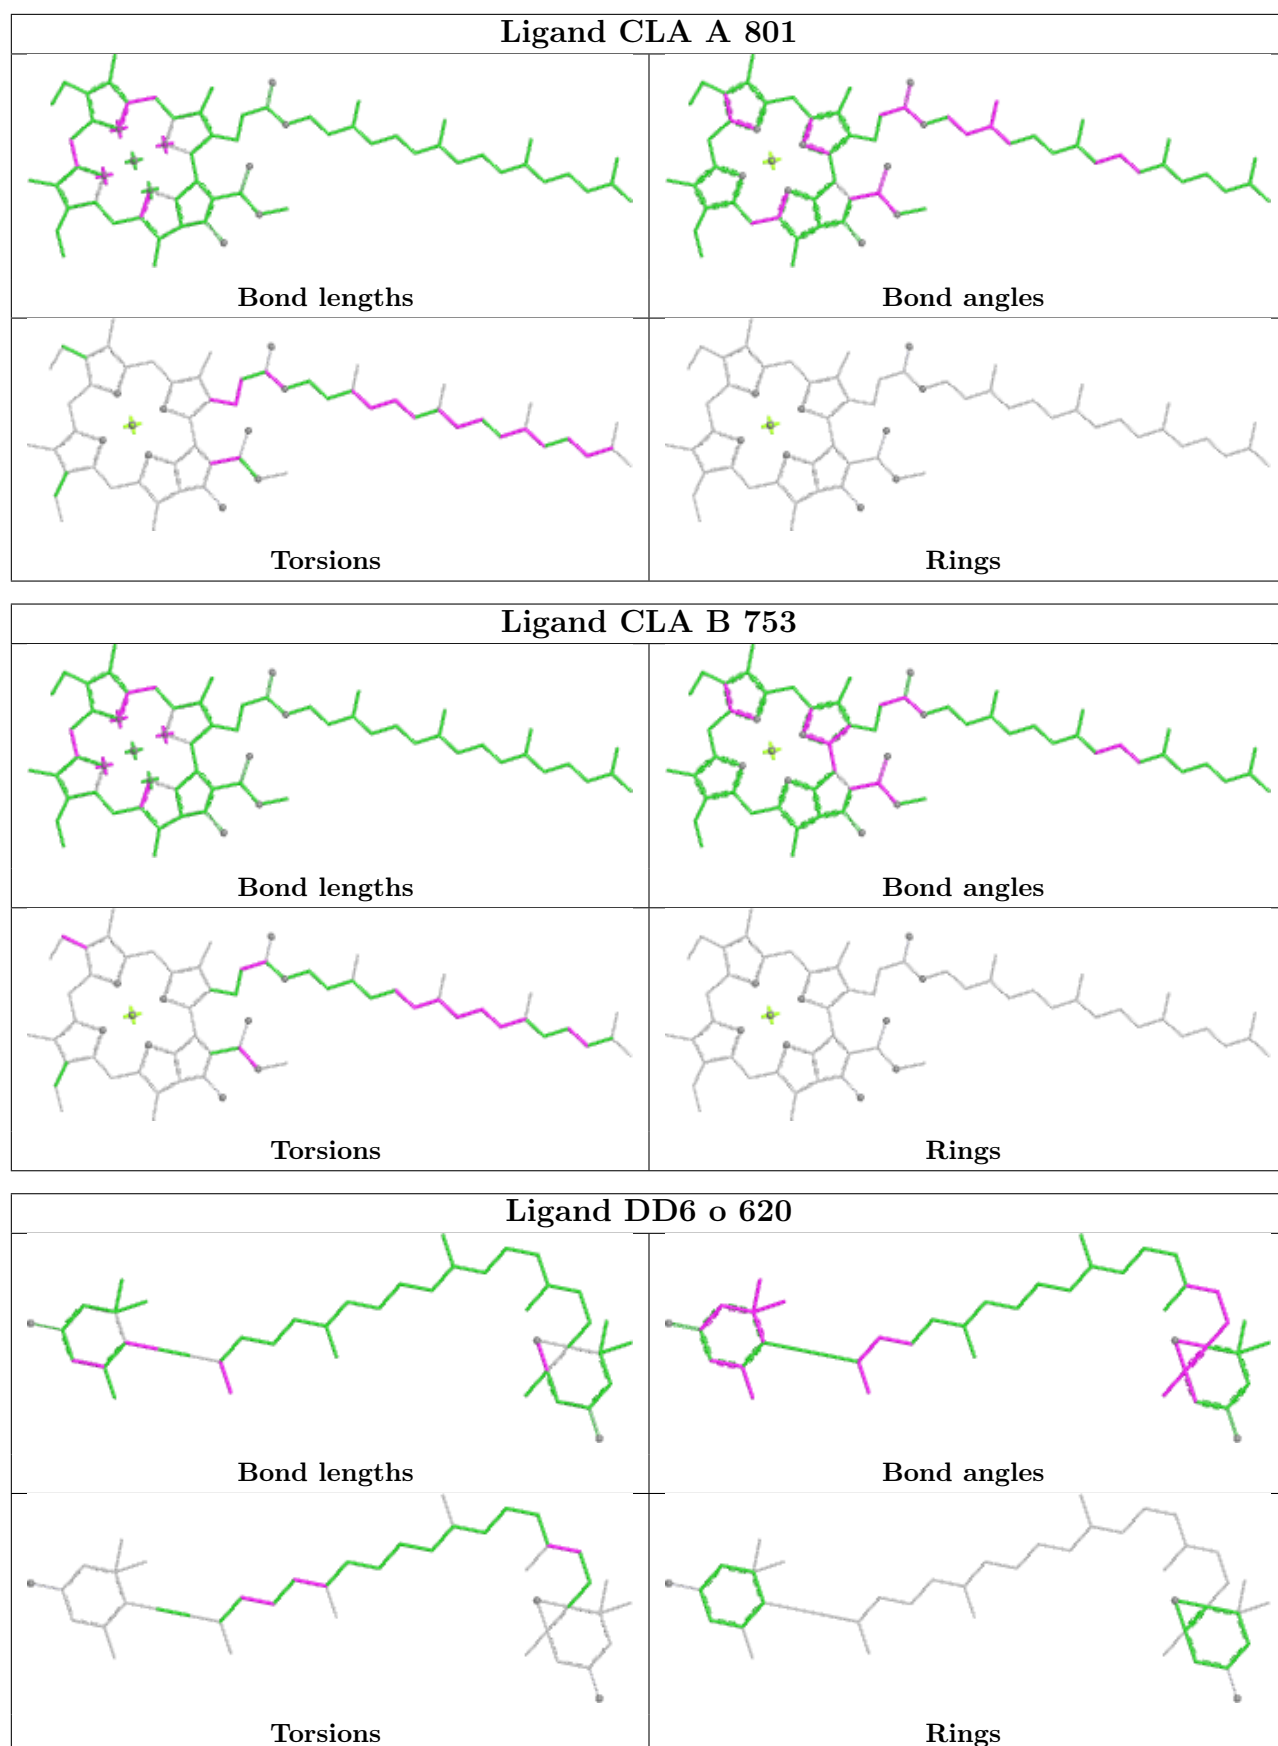 Ligand CLA A 801
Bond lengths
Bond angles
Torsions
Rings
Ligand CLA B 753
Bond lengths
Bond angles
Torsions
Rings
Ligand DD6 o 620
Bond lengths
Bond angles
Torsions
Rings